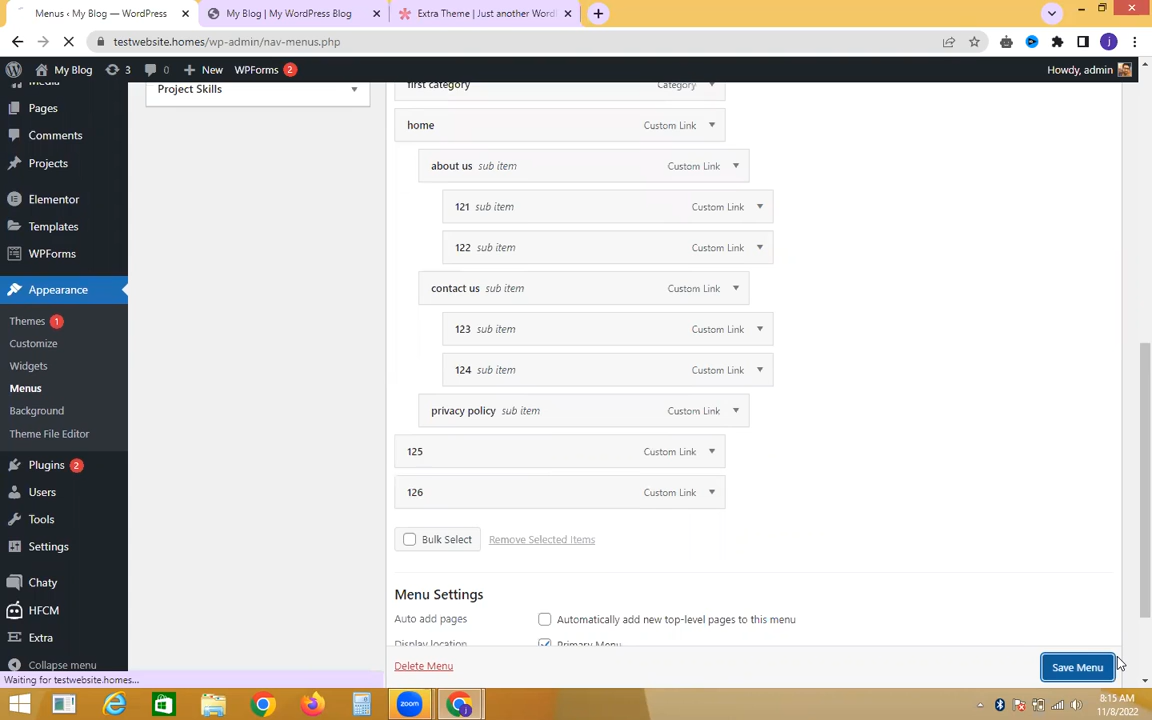 Menus ‹ My Blog — WordPress
My Blog | My WordPress Blog
Extra Theme | Just another Word
testwebsite.homes/wp-admin/nav-menus.php
j
My Blog
3
0
New
WPForms 2
Howdy, admin
Media
Pages
Comments
Projects
Elementor
Templates
WPForms
Appearance
Themes 1
Customize
Widgets
Menus
Background
Theme File Editor
Plugins 2
Users
Tools
Settings
Chaty
HFCM
Extra
Collapse menu
Waiting for testwebsite.homes...
Project Skills
first category Category
home Custom Link
about us sub item Custom Link
121 sub item Custom Link
122 sub item Custom Link
contact us sub item Custom Link
123 sub item Custom Link
124 sub item Custom Link
privacy policy sub item Custom Link
125 Custom Link
126 Custom Link
Bulk Select Remove Selected Items
Menu Settings
Auto add pages Automatically add new top-level pages to this menu
Display location Primary Menu
Delete Menu
Save Menu
zoom
8:15 AM
11/8/2022